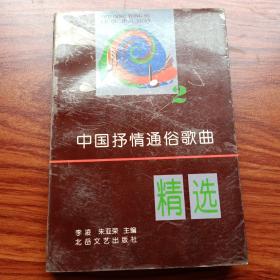 2
中国抒情通俗歌曲
精选
李凌 朱亚荣 主编
北岳文艺出版社